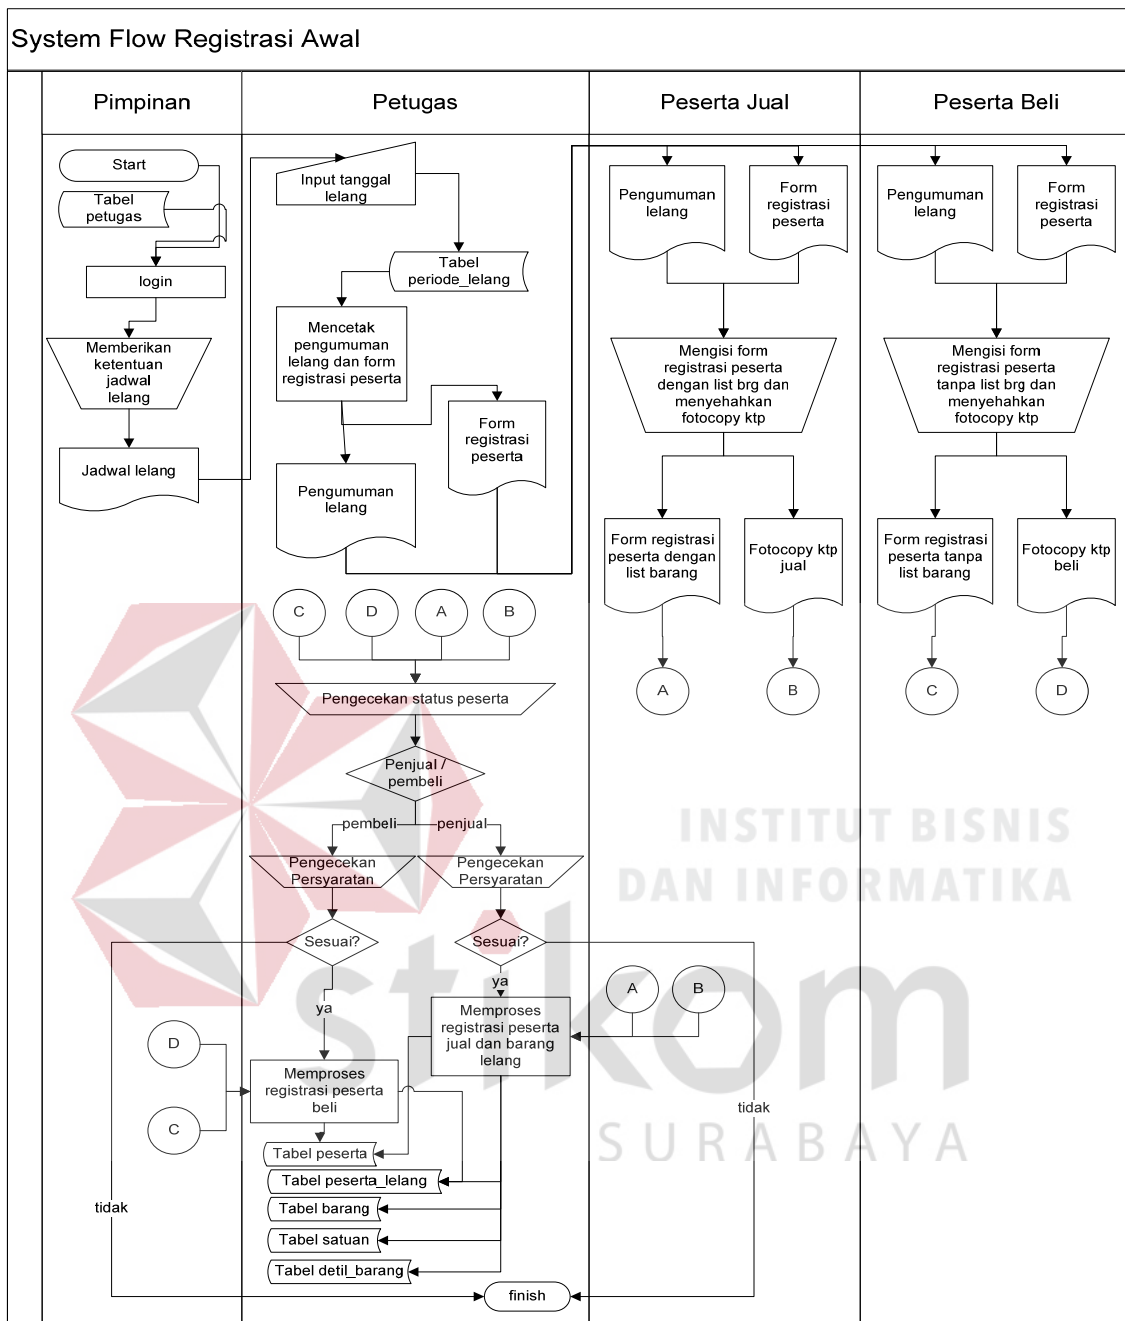 System Flow Registrasi Awal
Pimpinan
Petugas
Peserta Jual
Peserta Beli
Start
Tabel
petugas
login
Memberikan
ketentuan
jadwal
lelang
Jadwal lelang
Input tanggal
lelang
Tabel
periode_lelang
Mencetak
pengumuman
lelang dan form
registrasi peserta
Form
registrasi
peserta
Pengumuman
lelang
Pengumuman
lelang
Form
registrasi
peserta
Mengisi form
registrasi peserta
dengan list brg dan
menyehahkan
fotocopy ktp
Form registrasi
peserta dengan
list barang
Fotocopy ktp
jual
A
B
Pengumuman
lelang
Form
registrasi
peserta
Mengisi form
registrasi peserta
tanpa list brg dan
menyehahkan
fotocopy ktp
Form registrasi
peserta tanpa
list barang
Fotocopy ktp
beli
C
D
C
D
A
B
Pengecekan status peserta
Penjual /
pembeli
pembeli
penjual
Pengecekan
Persyaratan
Pengecekan
Persyaratan
Sesuai?
Sesuai?
ya
ya
A
B
Memproses
registrasi peserta
jual dan barang
lelang
D
C
Memproses
registrasi peserta
beli
Tabel peserta
Tabel peserta_lelang
Tabel barang
Tabel satuan
Tabel detil_barang
tidak
tidak
finish
INSTITUT BISNIS
DAN INFORMATIKA
stikom
SURABAYA